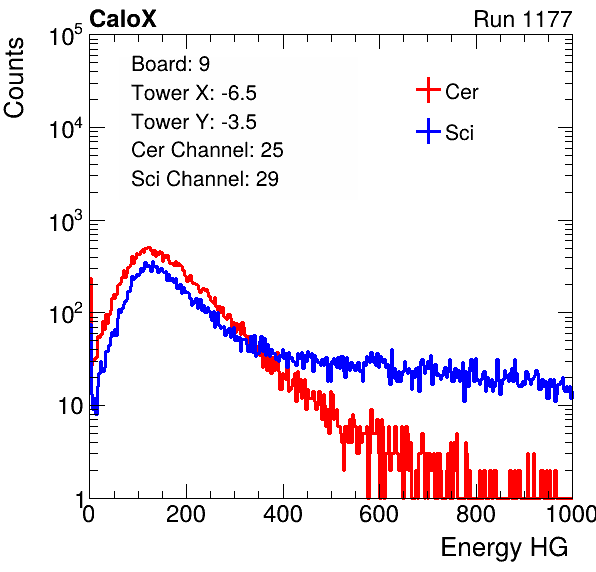 CaloX Run 1177
Counts
10^5
10^4
10^3
10^2
10
1
Board: 9
Tower X: -6.5
Tower Y: -3.5
Cer Channel: 25
Sci Channel: 29
Cer
Sci
0 200 400 600 800 1000
Energy HG